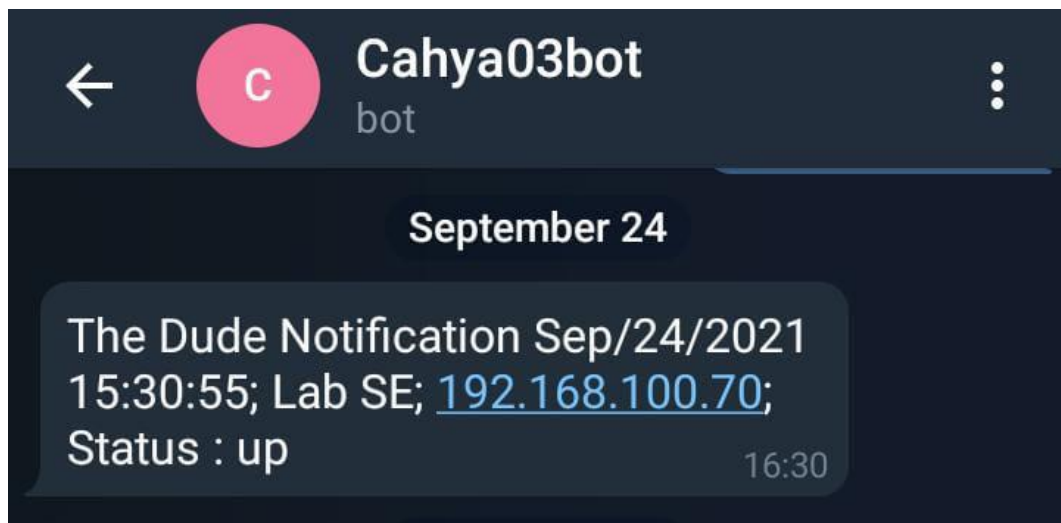 C
Cahya03bot
bot
September 24
The Dude Notification Sep/24/2021
15:30:55; Lab SE; 192.168.100.70;
Status : up
16:30